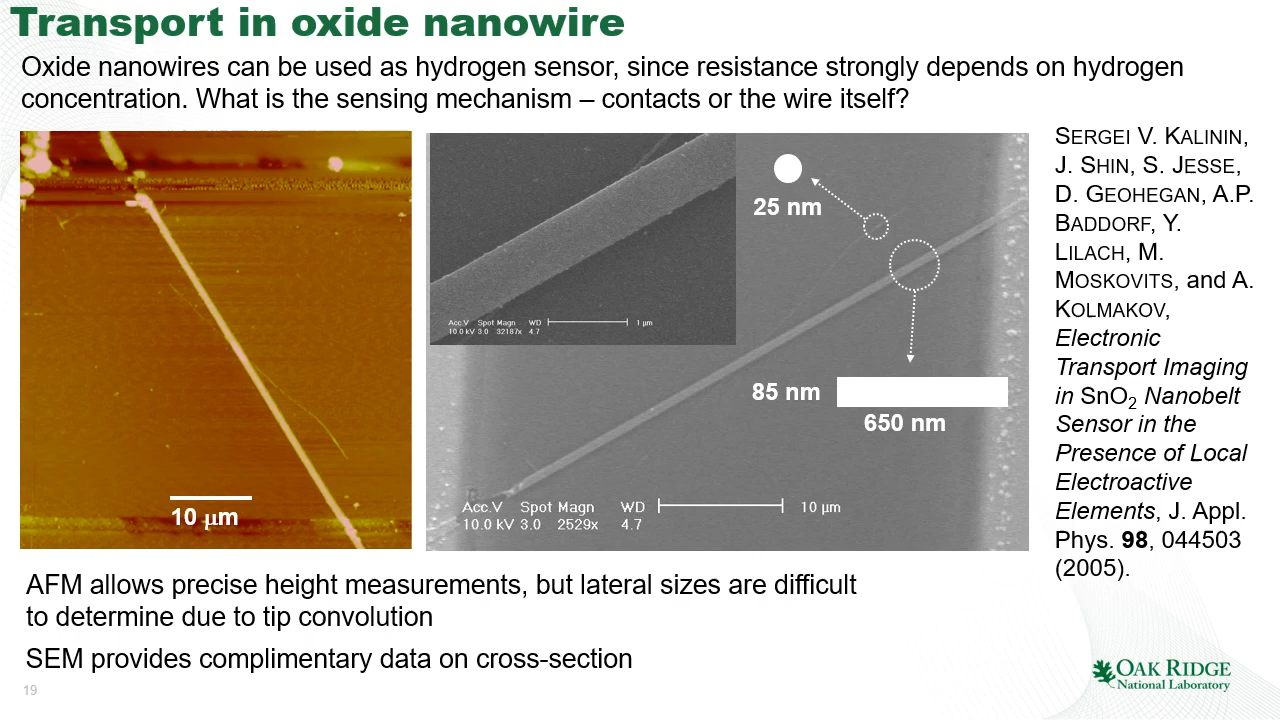 Transport in oxide nanowire
Oxide nanowires can be used as hydrogen sensor, since resistance strongly depends on hydrogen
concentration. What is the sensing mechanism – contacts or the wire itself?
10 μm
Acc.V Spot Magn WD 1 μm
10.0 kV 3.0 32187x 4.7
25 nm
85 nm
650 nm
Acc.V Spot Magn WD 10 μm
10.0 kV 3.0 2529x 4.7
SERGEI V. KALININ,
J. SHIN, S. JESSE,
D. GEOHEGAN, A.P.
BADDORF, Y.
LILACH, M.
MOSKOVITS, and A.
KOLMAKOV,
Electronic
Transport Imaging
in SnO₂ Nanobelt
Sensor in the
Presence of Local
Electroactive
Elements, J. Appl.
Phys. 98, 044503
(2005).
AFM allows precise height measurements, but lateral sizes are difficult
to determine due to tip convolution
SEM provides complimentary data on cross-section
19
OAK RIDGE
National Laboratory